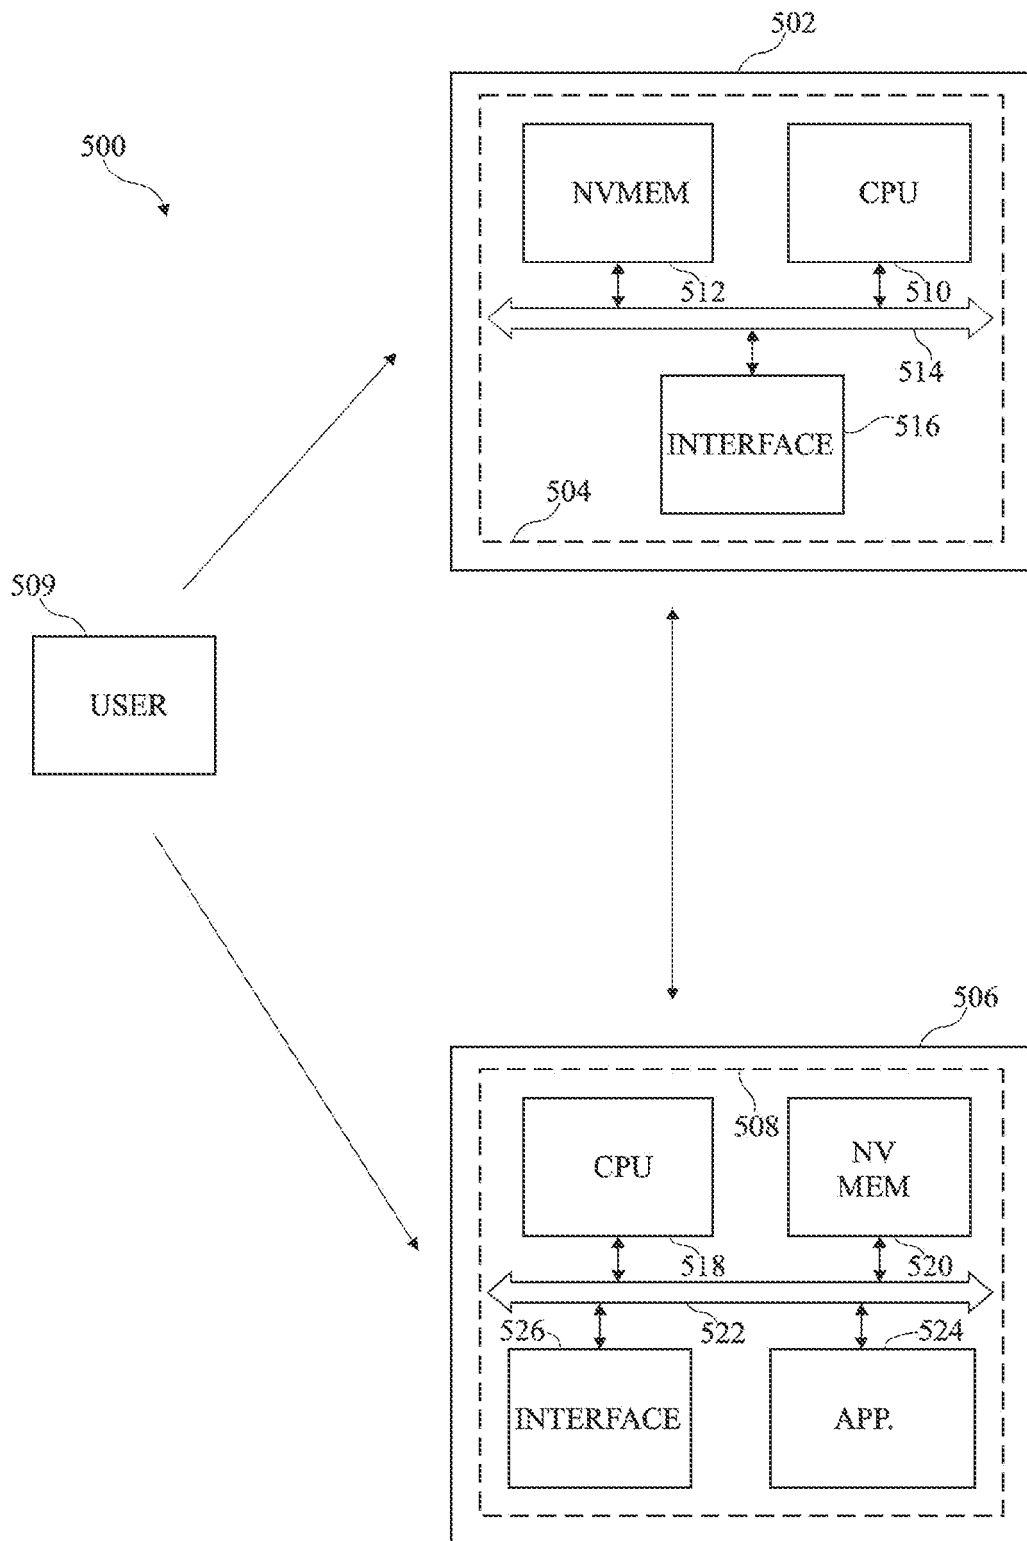 502
500
NVMEM
CPU
512
510
514
INTERFACE
516
504
509
USER
506
508
CPU
NV
MEM
518
520
526
522
524
INTERFACE
APP.